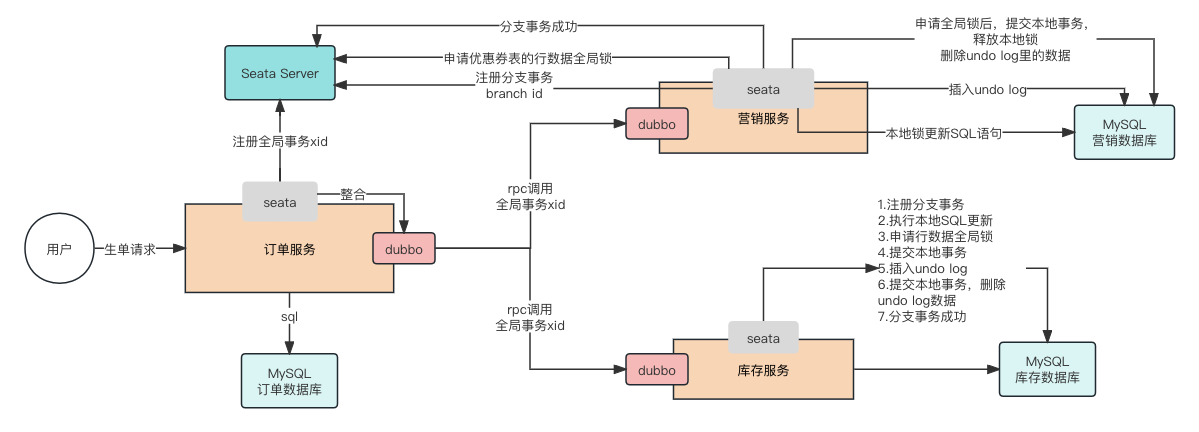 分支事务成功
申请全局锁后，提交本地事务，
释放本地锁
删除undo log里的数据
申请优惠券表的行数据全局锁
Seata Server
注册分支事务
branch id
seata
插入undo log
营销服务
dubbo
MySQL
营销数据库
本地锁更新SQL语句
注册全局事务xid
seata
整合
rpc调用
全局事务xid
用户
生单请求
订单服务
dubbo
1.注册分支事务
2.执行本地SQL更新
3.申请行数据全局锁
4.提交本地事务
5.插入undo log
6.提交本地事务，删除
undo log数据
7.分支事务成功
sql
rpc调用
全局事务xid
seata
MySQL
订单数据库
dubbo
库存服务
MySQL
库存数据库